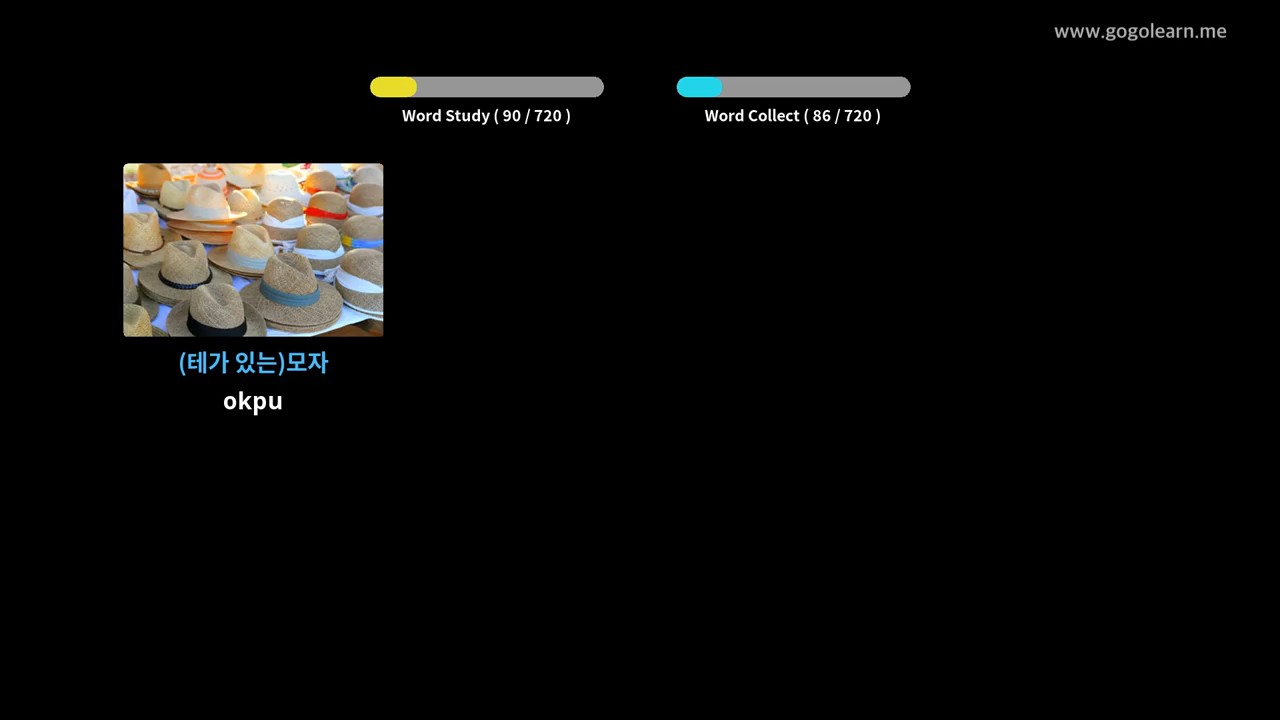 www.gogolearn.me
Word Study ( 90 / 720 )
Word Collect ( 86 / 720 )
(테가 있는)모자
okpu